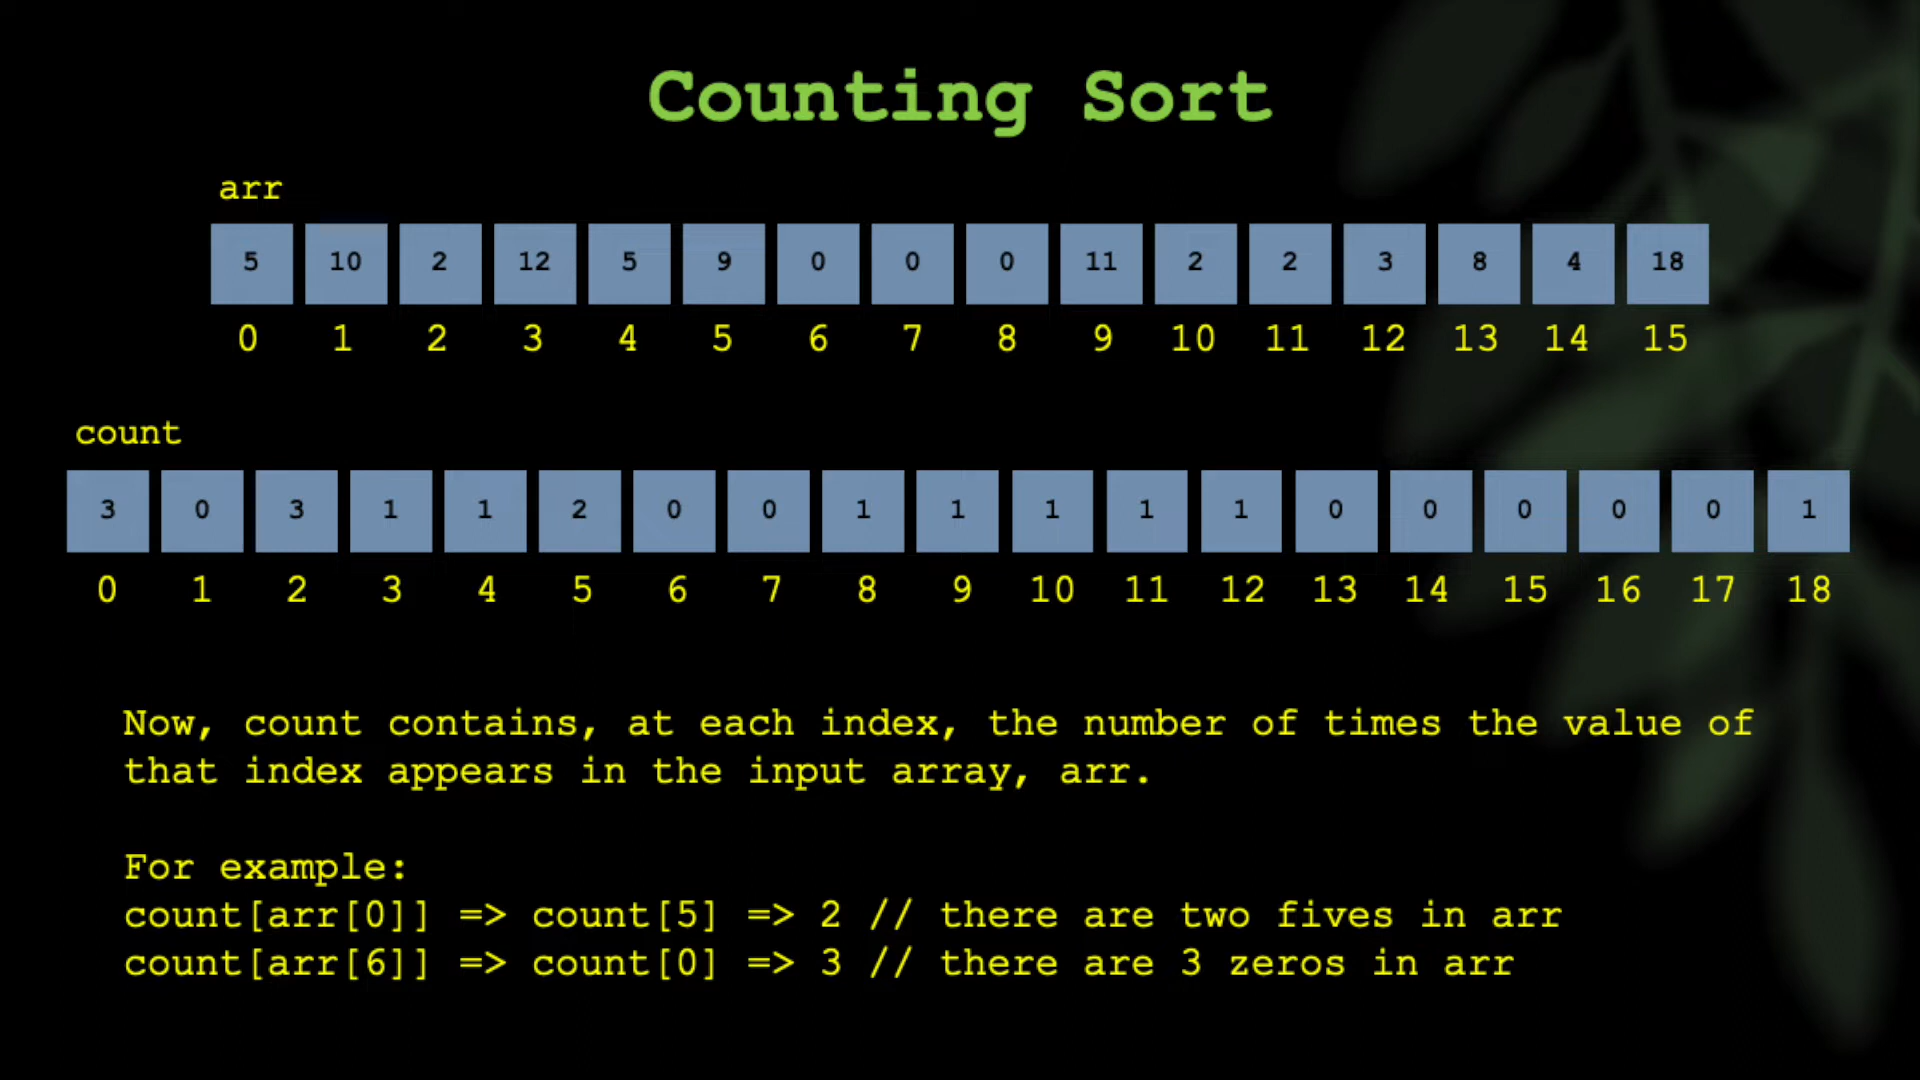 Counting Sort
arr
5 10 2 12 5 9 0 0 0 11 2 2 3 8 4 18
0 1 2 3 4 5 6 7 8 9 10 11 12 13 14 15
count
3 0 3 1 1 2 0 0 1 1 1 1 1 0 0 0 0 0 1
0 1 2 3 4 5 6 7 8 9 10 11 12 13 14 15 16 17 18
Now, count contains, at each index, the number of times the value of
that index appears in the input array, arr.
For example:
count[arr[0]] => count[5] => 2 // there are two fives in arr
count[arr[6]] => count[0] => 3 // there are 3 zeros in arr